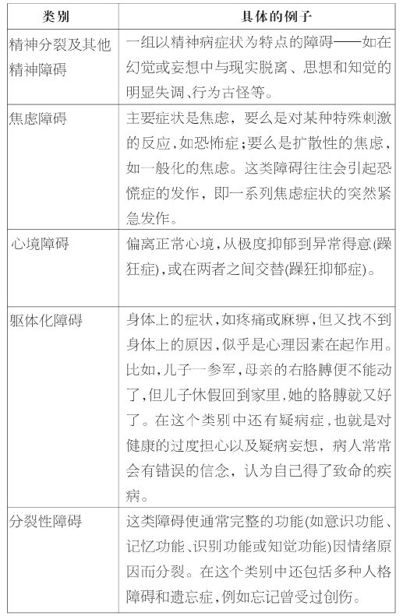 类别 具体的例子
精神分裂及其他 一组以精神病症状为特点的障碍——如在
精神障碍 幻觉或妄想中与现实脱离、思想和知觉的
明显失调、行为古怪等。
焦虑障碍 主要症状是焦虑，要么是对某种特殊刺激
的反应，如恐怖症；要么是扩散性的焦虑，
如一般化的焦虑。这类障碍往往会引起恐
慌症的发作，即一系列焦虑症状的突然紧
急发作。
心境障碍 偏离正常心境，从极度抑郁到异常得意(躁
狂症)，或在两者之间交替(躁狂抑郁症)。
躯体化障碍 身体上的症状，如疼痛或麻痹，但又找不到
身体上的原因，似乎是心理因素在起作用。
比如，儿子一参军，母亲的右胳膊便不能动
了，但儿子休假回到家里，她的胳膊就又好
了。在这个类别中还有疑病症，也就是对
健康的过度担心以及疑病妄想，病人常常
会有错误的信念，认为自己得了致命的疾
病。
分裂性障碍 这类障碍使通常完整的功能(如意识功能、
记忆功能、识别功能或知觉功能)因情绪原
因而分裂。在这个类别中还包括多种人格
障碍和遗忘症，例如忘记曾受过创伤。